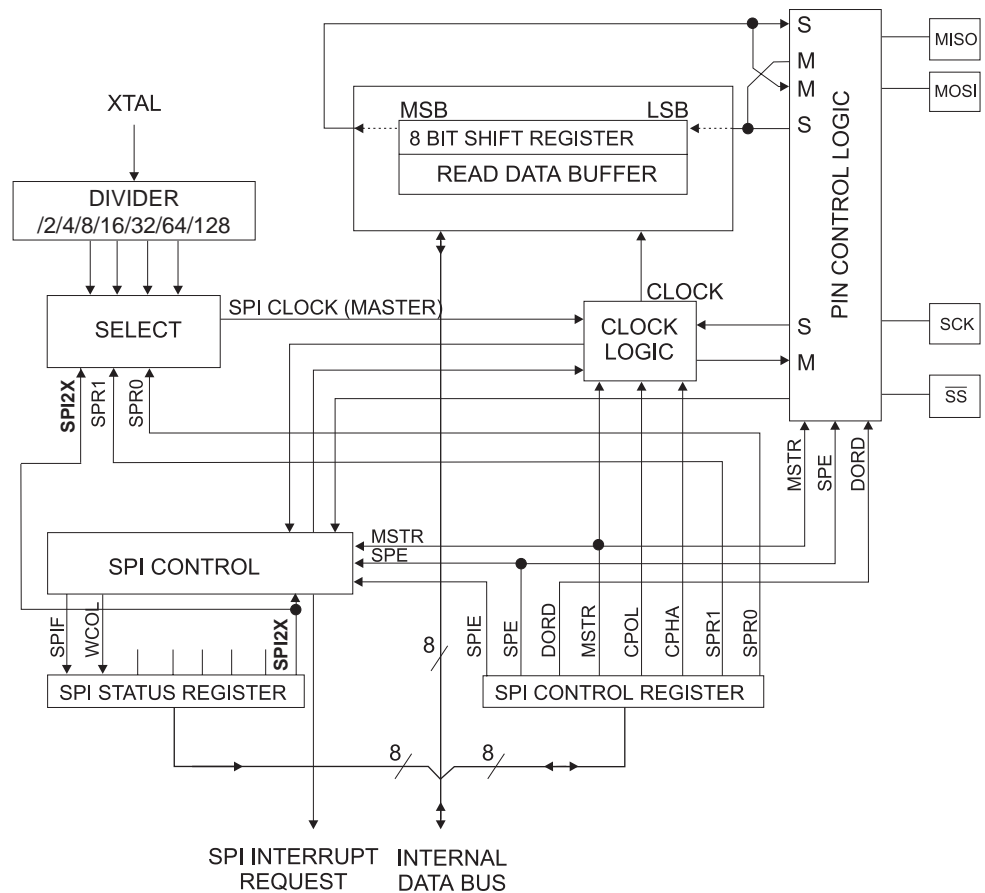 S
MISO
M
XTAL
MSB
LSB
M
MOSI
8 BIT SHIFT REGISTER
S
READ DATA BUFFER
DIVIDER
/2/4/8/16/32/64/128
PIN CONTROL LOGIC
SPI CLOCK (MASTER)
CLOCK
SELECT
CLOCK
LOGIC
S
SCK
M
SPI2X
SPR1
SPR0
SS
MSTR
SPE
DORD
MSTR
SPE
SPI CONTROL
SPIF
WCOL
SPI2X
SPIE
SPE
DORD
MSTR
CPOL
CPHA
SPR1
SPR0
8
SPI STATUS REGISTER
SPI CONTROL REGISTER
8
8
SPI INTERRUPT
REQUEST
INTERNAL
DATA BUS